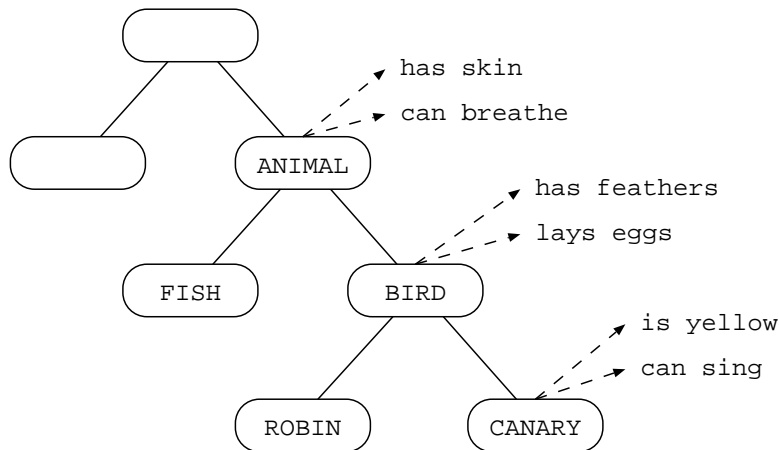 has skin
can breathe
ANIMAL
has feathers
lays eggs
FISH
BIRD
is yellow
can sing
ROBIN
CANARY